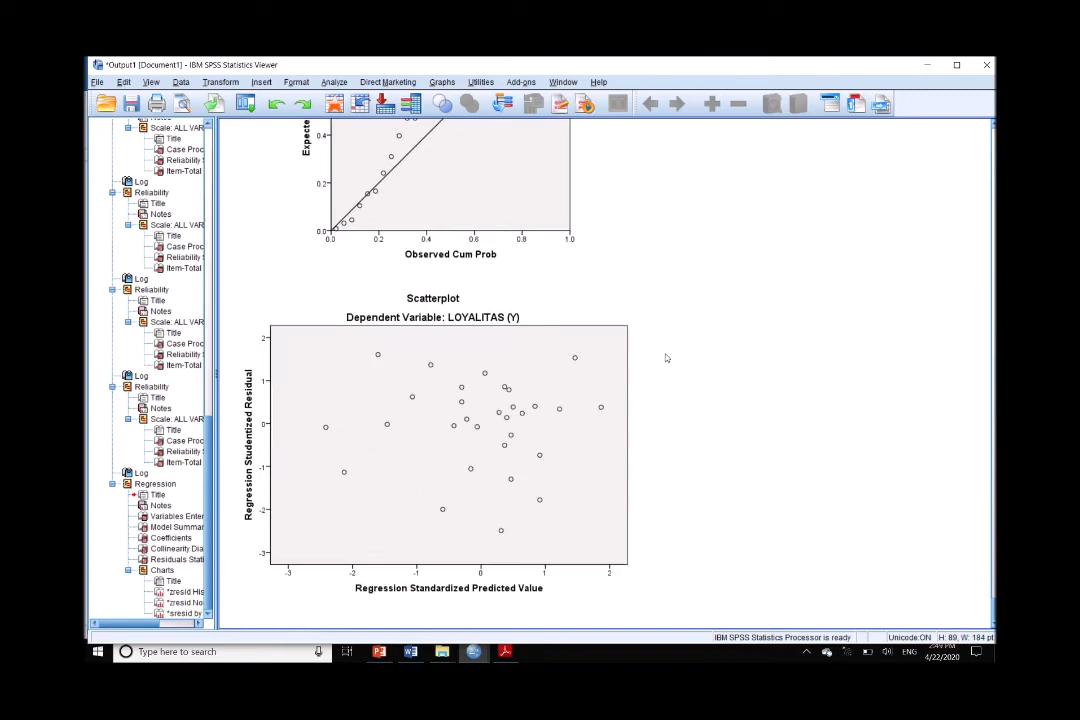 *Output1 [Document1] - IBM SPSS Statistics Viewer
File Edit View Data Transform Insert Format Analyze Direct Marketing Graphs Utilities Add-ons Window Help
Scale: ALL VAR
Title
Case Proc
Reliability
Item-Total
Log
Reliability
Title
Notes
Scale: ALL VAR
Title
Case Proc
Reliability
Item-Total
Log
Reliability
Title
Notes
Scale: ALL VAR
Title
Case Proc
Reliability
Item-Total
Log
Reliability
Title
Notes
Scale: ALL VAR
Title
Case Proc
Reliability
Item-Total
Log
Regression
Title
Notes
Variables Enter
Model Summar
Coefficients
Collinearity Dia
Residuals Stati
Charts
Title
*zresid His
*zresid No
*sresid by
Expecte
0.4
0.2
0.0
0.0 0.2 0.4 0.6 0.8 1.0
Observed Cum Prob
Scatterplot
Dependent Variable: LOYALITAS (Y)
Regression Studentized Residual
2
1
0
-1
-2
-3
-3 -2 -1 0 1 2
Regression Standardized Predicted Value
IBM SPSS Statistics Processor is ready Unicode:ON H: 89, W: 184 pt
Type here to search
ENG
2:49 PM
4/22/2020